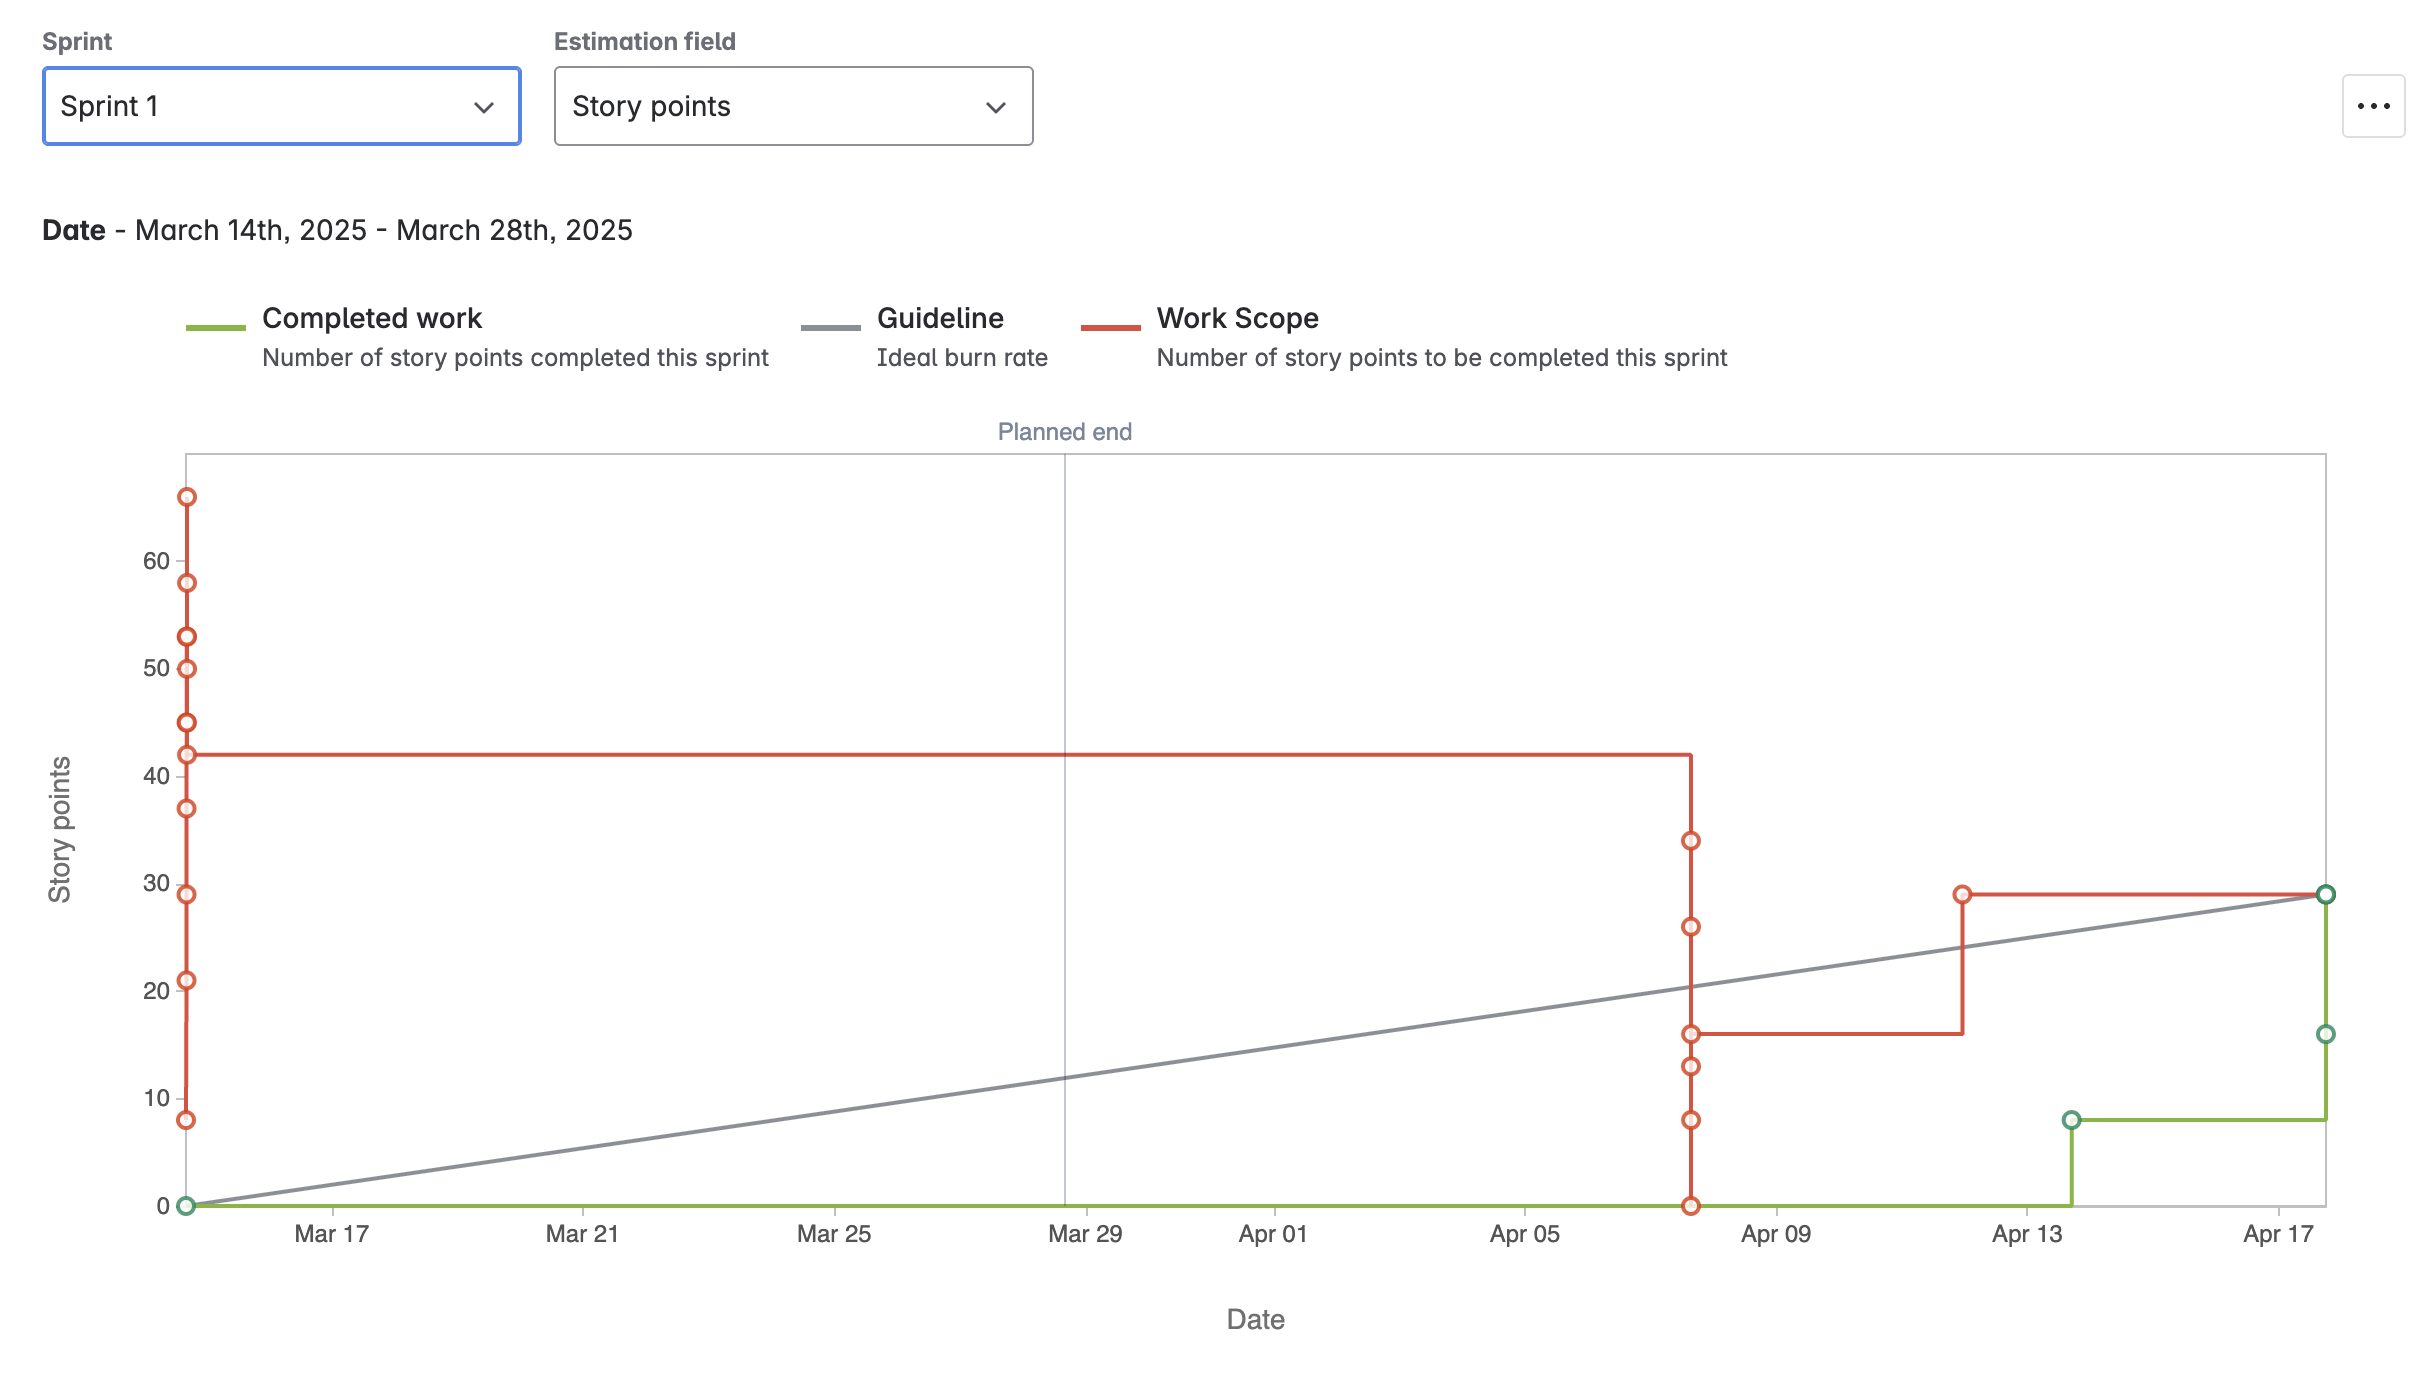 Sprint
Estimation field
Sprint 1
Story points
Date - March 14th, 2025 - March 28th, 2025
Completed work
Number of story points completed this sprint
Guideline
Ideal burn rate
Work Scope
Number of story points to be completed this sprint
Planned end
Story points
60
50
40
30
20
10
0
Mar 17
Mar 21
Mar 25
Mar 29
Apr 01
Apr 05
Apr 09
Apr 13
Apr 17
Date